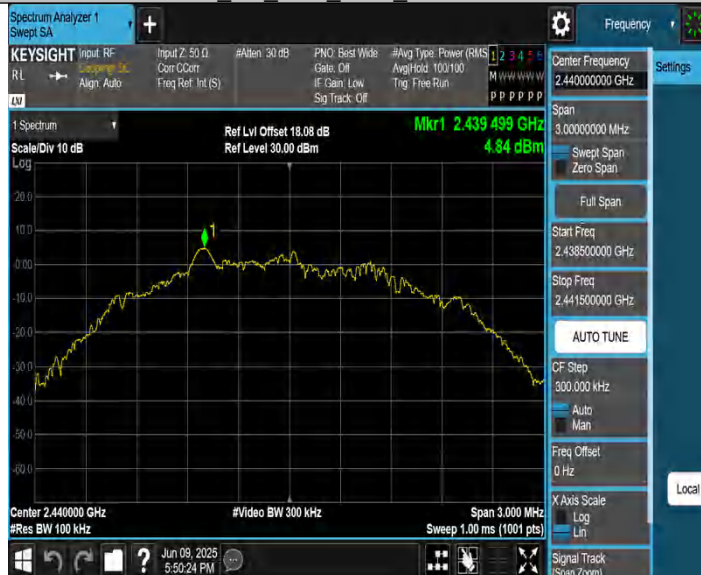 Spectrum Analyzer 1
Swept SA
Frequency
KEYSIGHT
Input: RF
Coupling: DC
Align: Auto
Input Z: 50 Ω
Corr CCorr
Freq Ref: Int (S)
#Atten: 30 dB
PNO: Best Wide
Gate: Off
IF Gain: Low
Sig Track: Off
#Avg Type: Power (RMS
Avg|Hold: 100/100
Trig: Free Run
1 2 3 4 5 6
M W W W W W
P P P P P P
RL
LXI
1 Spectrum
Scale/Div 10 dB
Log
Ref Lvl Offset 18.08 dB
Ref Level 30.00 dBm
Mkr1 2.439 499 GHz
4.84 dBm
20.0
10.0
0.00
-10.0
-20.0
-30.0
-40.0
-50.0
-60.0
1
Center 2.440000 GHz
#Res BW 100 kHz
#Video BW 300 kHz
Span 3.000 MHz
Sweep 1.00 ms (1001 pts)
Center Frequency
2.440000000 GHz
Settings
Span
3.00000000 MHz
Swept Span
Zero Span
Full Span
Start Freq
2.438500000 GHz
Stop Freq
2.441500000 GHz
AUTO TUNE
CF Step
300.000 kHz
Auto
Man
Freq Offset
0 Hz
X Axis Scale
Log
Lin
Local
Signal Track
(Span Zoom)
?
Jun 09, 2025
5:50:24 PM